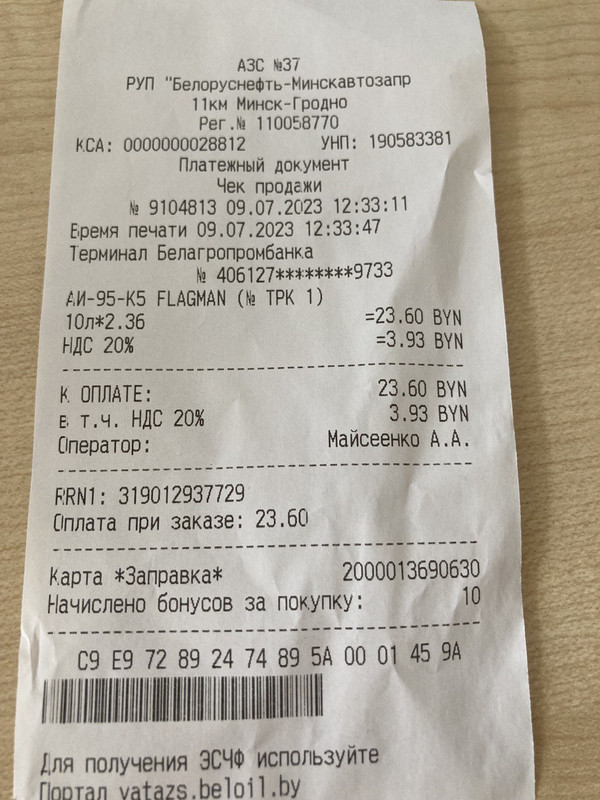 АЗС №37
РУП "Белоруснефть-Минскавтозапр
11км Минск-Гродно
Рег.№ 110058770
КСА: 0000000028812 УНП: 190583381
Платежный документ
Чек продажи
№ 9104813 09.07.2023 12:33:11
Время печати 09.07.2023 12:33:47
Терминал Белагропромбанка
№ 406127********9733
АИ-95-К5 FLAGMAN (№ ТРК 1)
10л*2.36 =23.60 BYN
НДС 20% =3.93 BYN
К ОПЛАТЕ: 23.60 BYN
в т.ч. НДС 20% 3.93 BYN
Оператор: Майсеенко А.А.
RRN1: 319012937729
Оплата при заказе: 23.60
Карта *Заправка* 2000013690630
Начислено бонусов за покупку: 10
C9 E9 72 89 24 74 89 5A 00 01 45 9A
Для получения ЭСЧФ используйте
Портал vatazs.beloil.by